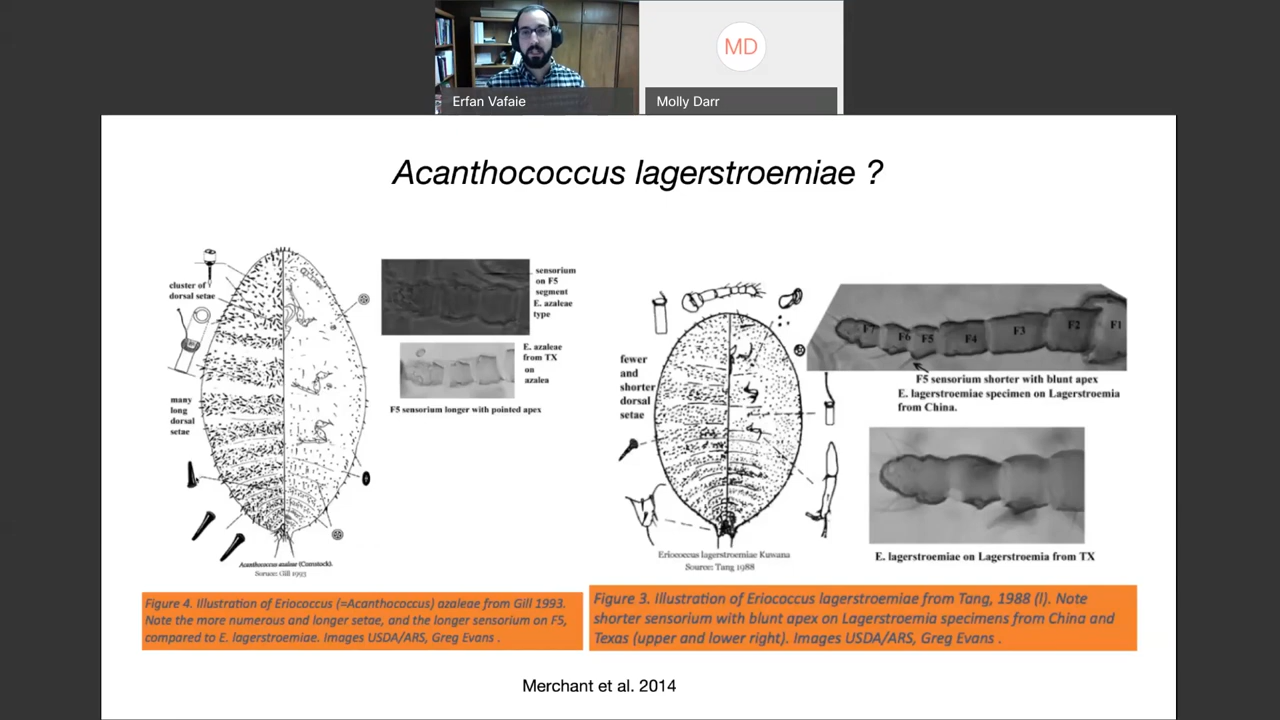 MD
Erfan Vafaie
Molly Darr
Acanthococcus lagerstroemiae ?
cluster of
dorsal setae
many
long
dorsal
setae
Acanthococcus azaleae (Comstock).
Source: Gill 1993
sensorium
on F5
segment
E. azaleae
type
E. azaleae
from TX
on
azalea
F5 sensorium longer with pointed apex
fewer
and
shorter
dorsal
setae
Eriococcus lagerstroemiae Kuwana
Source: Tang 1988
F7
F6
F5
F4
F3
F2
F1
F5 sensorium shorter with blunt apex
E. lagerstroemiae specimen on Lagerstroemia
from China.
E. lagerstroemiae on Lagerstroemia from TX
Figure 4. Illustration of Eriococcus (=Acanthococcus) azaleae from Gill 1993.
Note the more numerous and longer setae, and the longer sensorium on F5,
compared to E. lagerstroemiae. Images USDA/ARS, Greg Evans .
Figure 3. Illustration of Eriococcus lagerstroemiae from Tang, 1988 (I). Note
shorter sensorium with blunt apex on Lagerstroemia specimens from China and
Texas (upper and lower right). Images USDA/ARS, Greg Evans .
Merchant et al. 2014